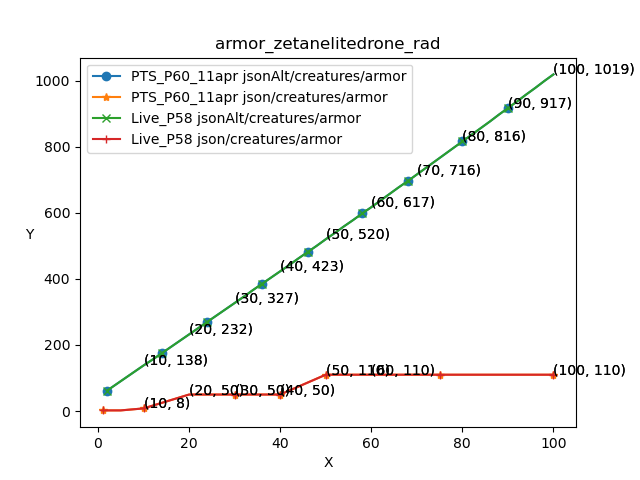 armor_zetanelitedrone_rad
PTS_P60_11apr jsonAlt/creatures/armor
PTS_P60_11apr json/creatures/armor
Live_P58 jsonAlt/creatures/armor
Live_P58 json/creatures/armor
(100, 1019)
(90, 917)
(80, 816)
(70, 716)
(60, 617)
(50, 520)
(40, 423)
(30, 327)
(20, 232)
(10, 138)
(10, 8)
(20, 50)
(30, 50)
(40, 50)
(50, 110)
(60, 110)
(100, 110)
1000
800
600
400
200
0
Y
0 20 40 60 80 100
X